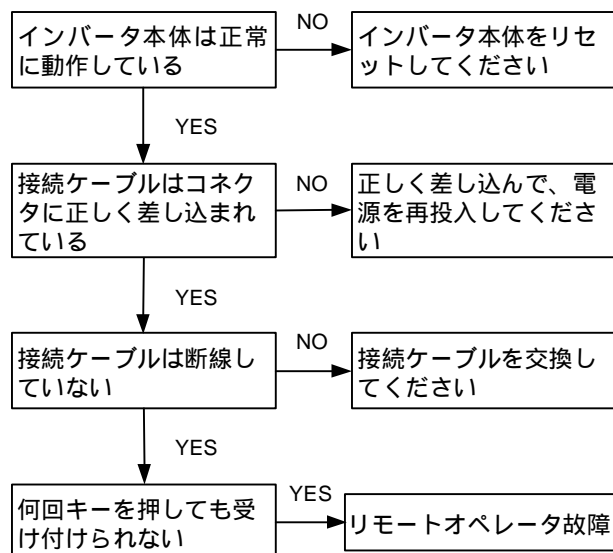 インバータ本体は正常
に動作している
NO
インバータ本体をリセ
ットしてください
YES
接続ケーブルはコネク
タに正しく差し込まれ
ている
NO
正しく差し込んで、電
源を再投入してくださ
い
YES
接続ケーブルは断線し
ていない
NO
接続ケーブルを交換し
てください
YES
何回キーを押しても受
け付けられない
YES
リモートオペレータ故障